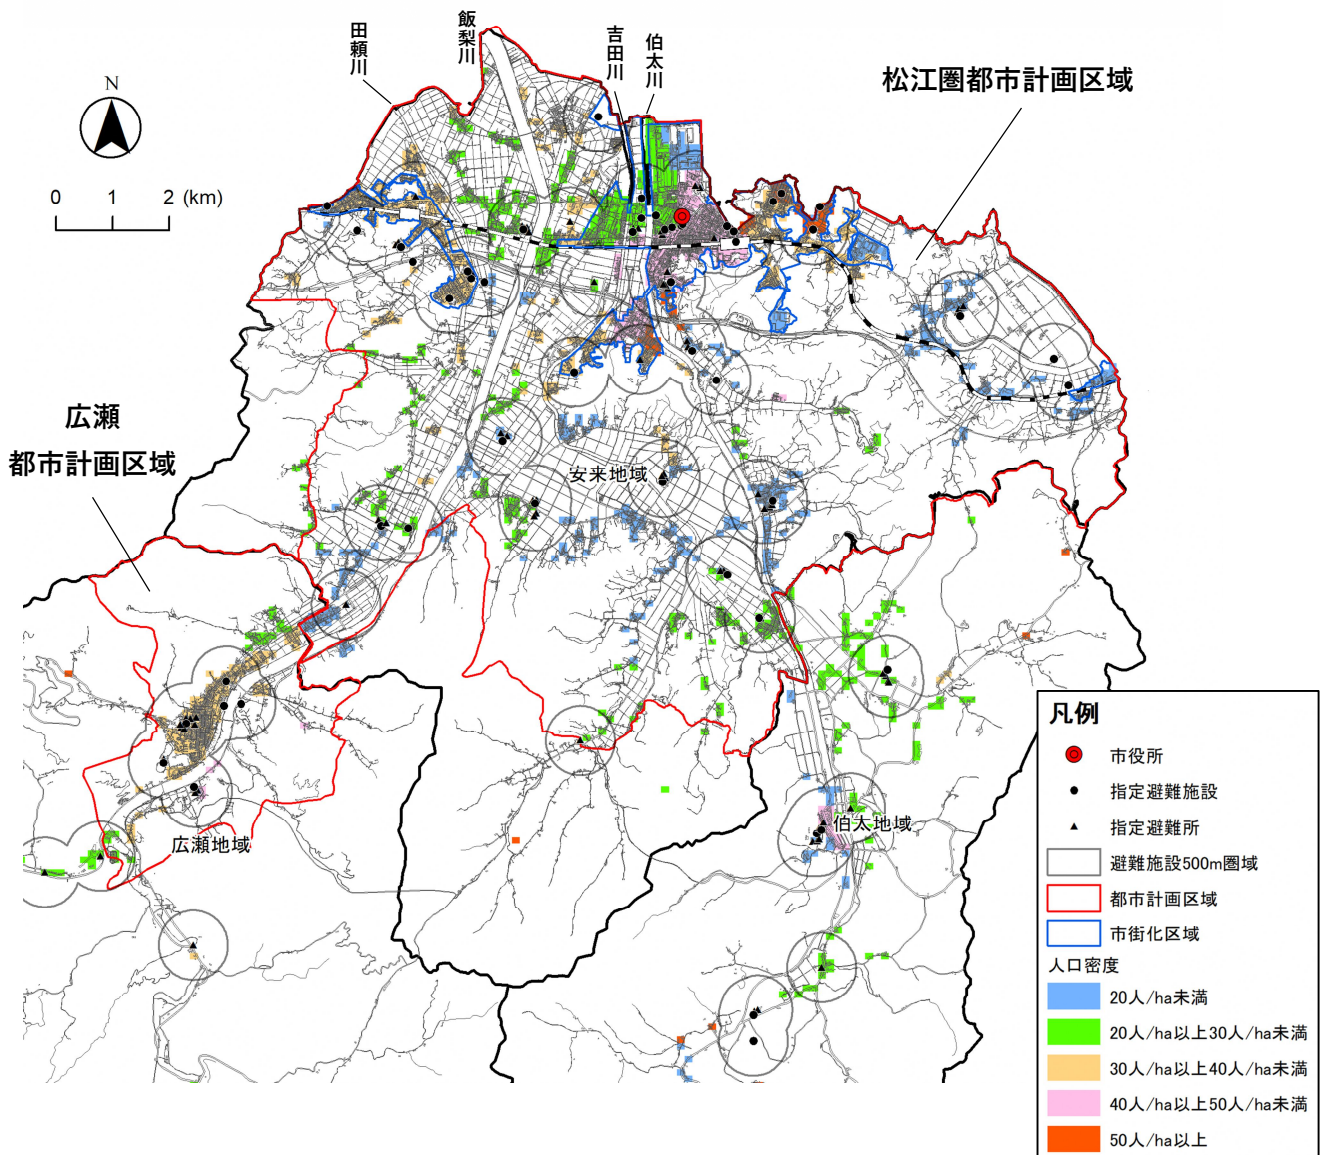 田頼川
飯梨川
吉田川
伯太川
松江圏都市計画区域
N
0 1 2 (km)
広瀬
都市計画区域
安来地域
広瀬地域
伯太地域
凡例
市役所
指定避難施設
指定避難所
避難施設500m圏域
都市計画区域
市街化区域
人口密度
20人/ha未満
20人/ha以上30人/ha未満
30人/ha以上40人/ha未満
40人/ha以上50人/ha未満
50人/ha以上